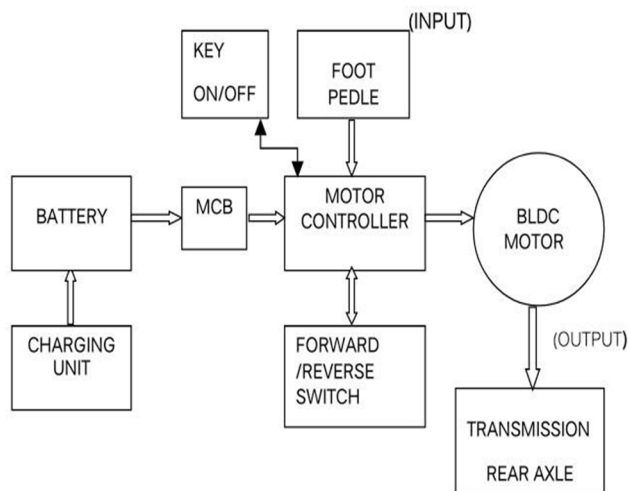 (INPUT)
KEY
ON/OFF
FOOT
PEDLE
BATTERY
MCB
MOTOR
CONTROLLER
BLDC
MOTOR
CHARGING
UNIT
FORWARD
/REVERSE
SWITCH
(OUTPUT)
TRANSMISSION
REAR AXLE